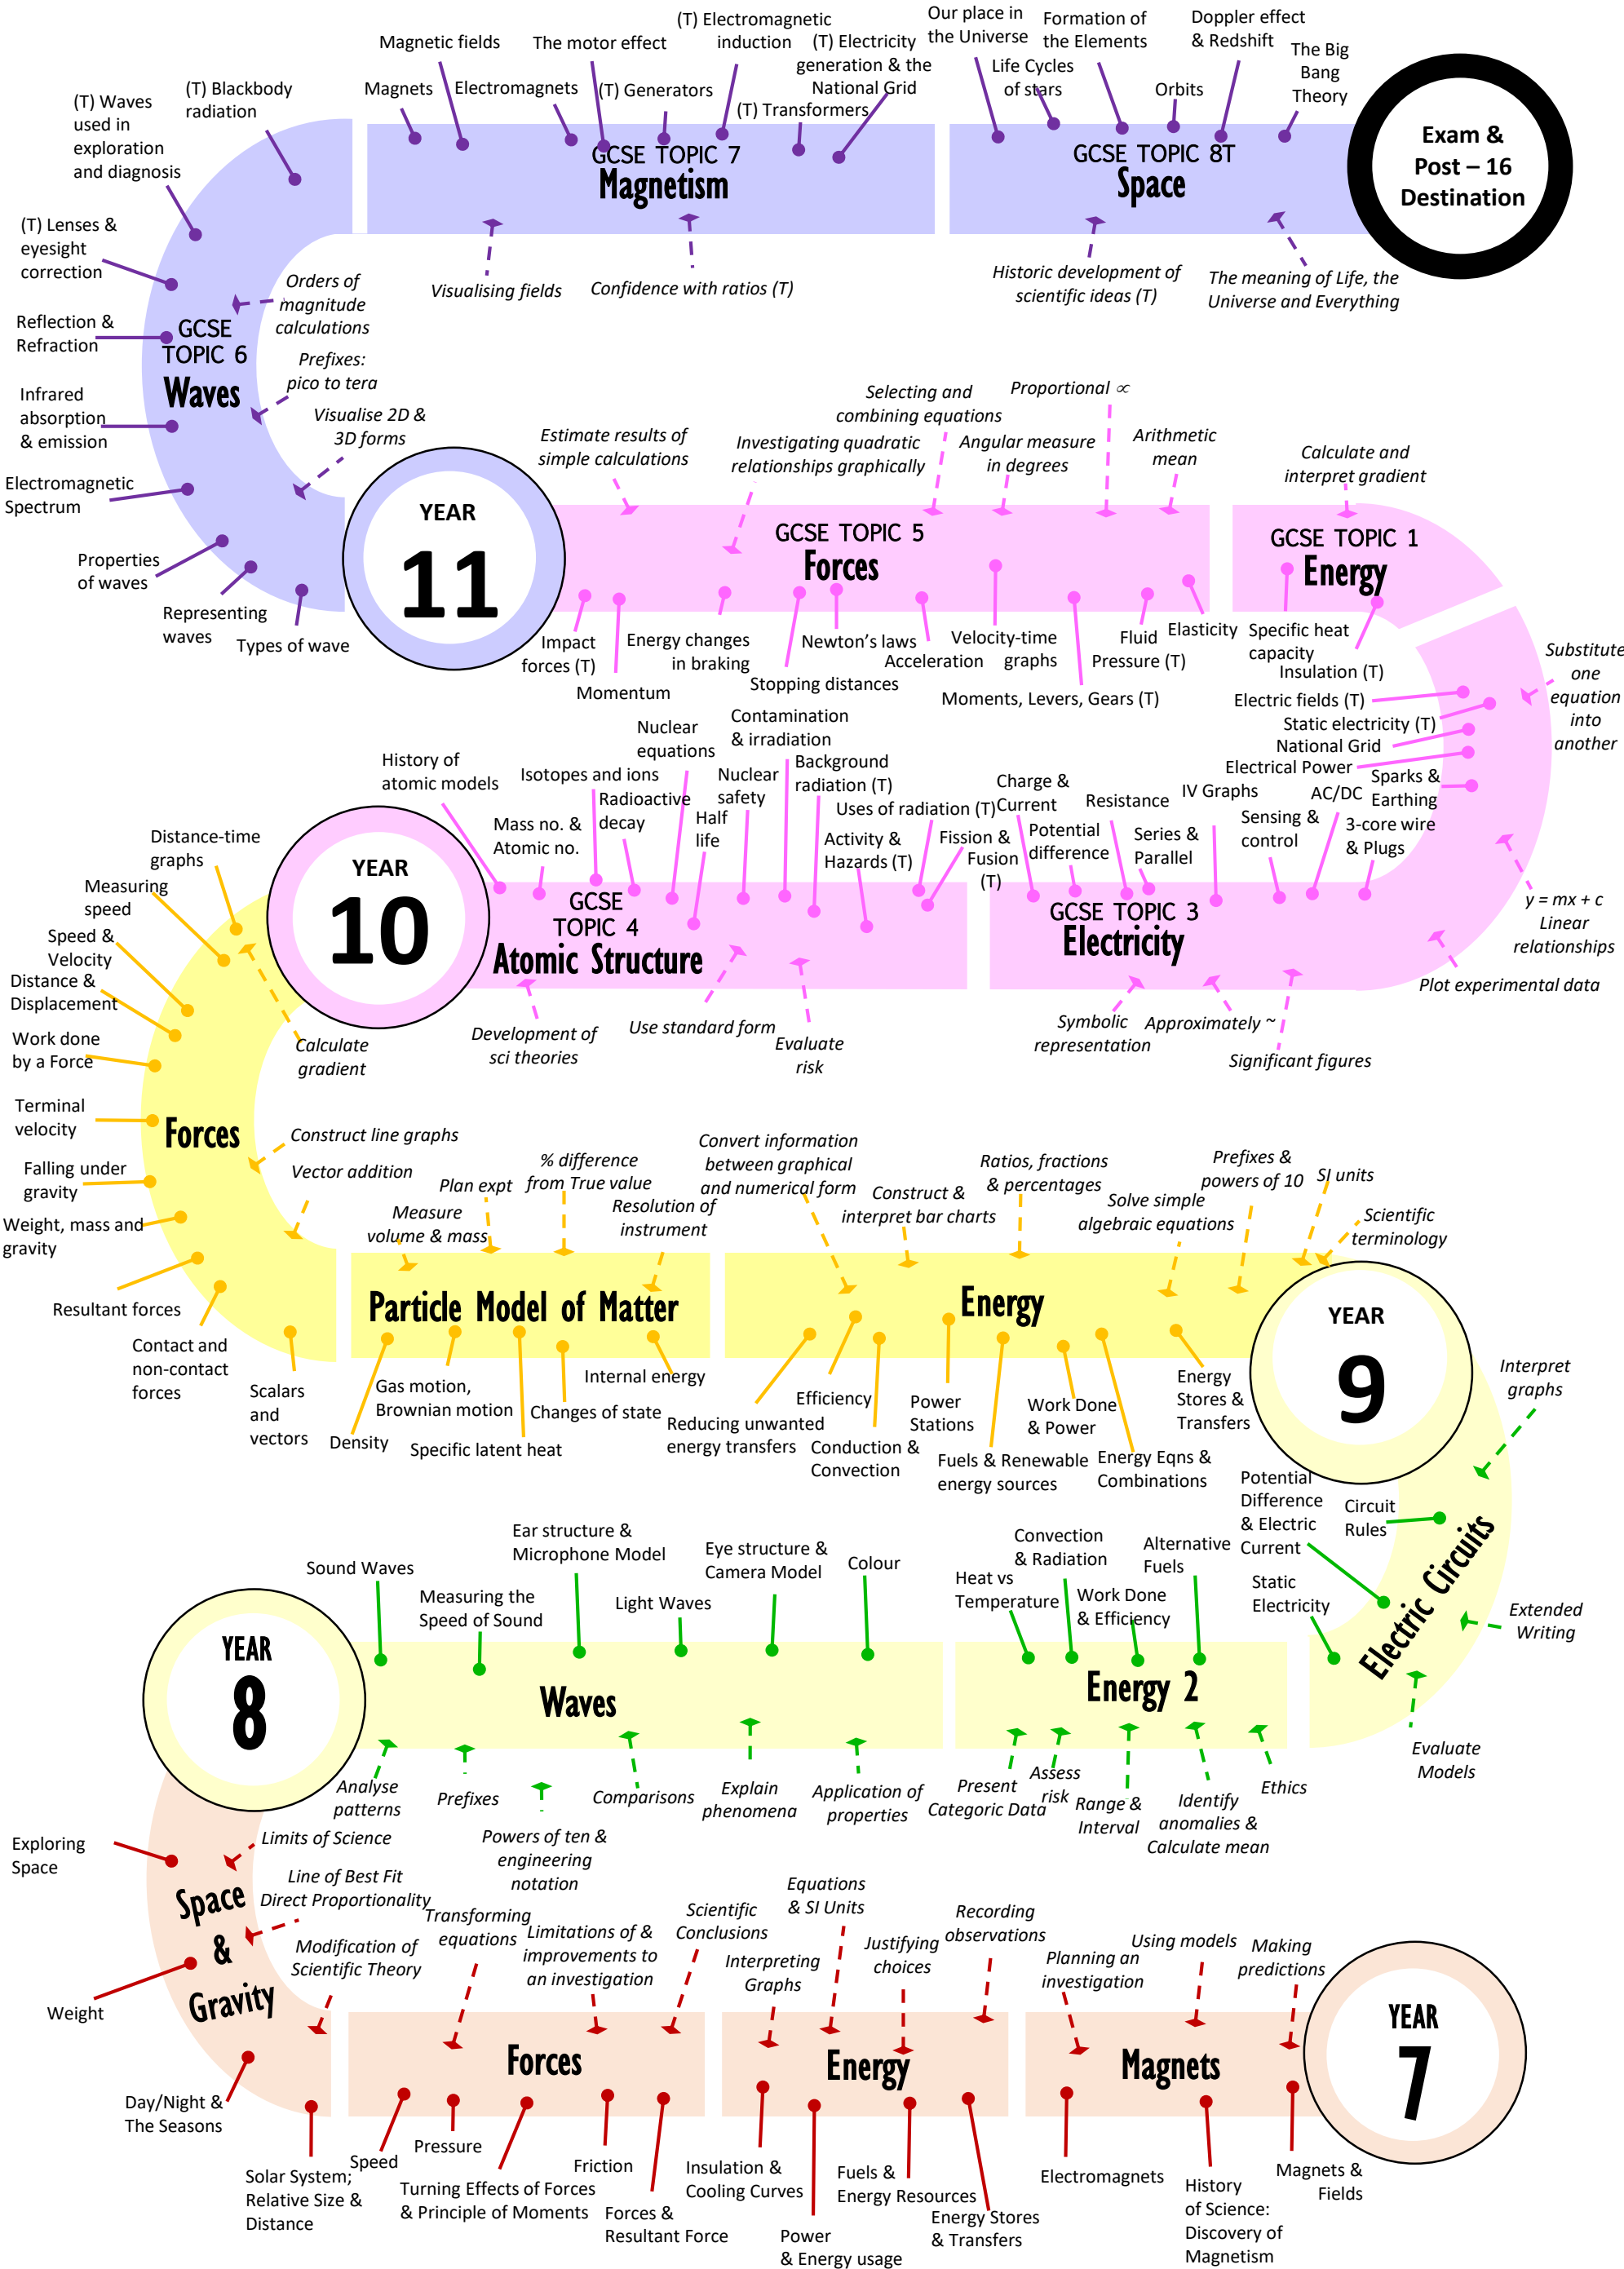 (T) Electromagnetic
induction
Magnetic fields
The motor effect
(T) Electricity
generation & the
National Grid
Our place in
the Universe
Formation of
the Elements
Doppler effect
& Redshift
The Big
Bang
Theory
Life Cycles
of stars
Orbits
Magnets
Electromagnets
(T) Generators
(T) Transformers
(T) Blackbody
radiation
(T) Waves
used in
exploration
and diagnosis
GCSE TOPIC 7
Magnetism
GCSE TOPIC 8T
Space
Exam &
Post – 16
Destination
(T) Lenses &
eyesight
correction
Visualising fields
Confidence with ratios (T)
Historic development of
scientific ideas (T)
The meaning of Life, the
Universe and Everything
Orders of
magnitude
calculations
Reflection &
Refraction
GCSE
TOPIC 6
Waves
Prefixes:
pico to tera
Infrared
absorption
& emission
Visualise 2D &
3D forms
Electromagnetic
Spectrum
Properties
of waves
Representing
waves
Types of wave
YEAR
11
Estimate results of
simple calculations
Investigating quadratic
relationships graphically
Selecting and
combining equations
Angular measure
in degrees
Proportional ∝
Arithmetic
mean
Calculate and
interpret gradient
GCSE TOPIC 5
Forces
GCSE TOPIC 1
Energy
Impact
forces (T)
Momentum
Energy changes
in braking
Stopping distances
Newton's laws
Acceleration
Velocity-time
graphs
Moments, Levers, Gears (T)
Fluid
Pressure (T)
Elasticity
Specific heat
capacity
Insulation (T)
Substitute
one
equation
into
another
Electric fields (T)
Static electricity (T)
National Grid
Electrical Power
Sparks &
Earthing
AC/DC
3-core wire
& Plugs
IV Graphs
Sensing &
control
Resistance
Series &
Parallel
Charge &
Current
Potential
difference
History of
atomic models
Mass no. &
Atomic no.
Isotopes and ions
Radioactive
decay
Nuclear
equations
Half
life
Nuclear
safety
Contamination
& irradiation
Background
radiation (T)
Activity &
Hazards (T)
Uses of radiation (T)
Fission &
Fusion
(T)
YEAR
10
GCSE
TOPIC 4
Atomic Structure
GCSE TOPIC 3
Electricity
y = mx + c
Linear
relationships
Plot experimental data
Development of
sci theories
Use standard form
Evaluate
risk
Symbolic
representation
Approximately ~
Significant figures
Distance-time
graphs
Measuring
speed
Speed &
Velocity
Distance &
Displacement
Work done
by a Force
Terminal
velocity
Falling under
gravity
Weight, mass and
gravity
Resultant forces
Contact and
non-contact
forces
Scalars
and
vectors
Calculate
gradient
Forces
Construct line graphs
Vector addition
Measure
volume & mass
Plan expt
% difference
from True value
Resolution of
instrument
Convert information
between graphical
and numerical form
Construct &
interpret bar charts
Ratios, fractions
& percentages
Solve simple
algebraic equations
Prefixes &
powers of 10
SI units
Scientific
terminology
Particle Model of Matter
Energy
YEAR
9
Density
Gas motion,
Brownian motion
Specific latent heat
Changes of state
Internal energy
Reducing unwanted
energy transfers
Efficiency
Conduction &
Convection
Power
Stations
Fuels & Renewable
energy sources
Work Done
& Power
Energy Eqns &
Combinations
Energy
Stores &
Transfers
Interpret
graphs
Potential
Difference
& Electric
Current
Circuit
Rules
Static
Electricity
Electric Circuits
Extended
Writing
Evaluate
Models
Sound Waves
Measuring the
Speed of Sound
Ear structure &
Microphone Model
Light Waves
Eye structure &
Camera Model
Colour
Heat vs
Temperature
Convection
& Radiation
Work Done
& Efficiency
Alternative
Fuels
YEAR
8
Waves
Energy 2
Analyse
patterns
Prefixes
Powers of ten &
engineering
notation
Comparisons
Explain
phenomena
Application of
properties
Present
Categoric Data
Assess
risk
Range &
Interval
Identify
anomalies &
Calculate mean
Ethics
Exploring
Space
Limits of Science
Line of Best Fit
Direct Proportionality
Space
&
Gravity
Modification of
Scientific Theory
Weight
Day/Night &
The Seasons
Solar System;
Relative Size &
Distance
Transforming
equations
Limitations of &
improvements to
an investigation
Scientific
Conclusions
Interpreting
Graphs
Equations
& SI Units
Justifying
choices
Recording
observations
Planning an
investigation
Using models
Making
predictions
Forces
Energy
Magnets
YEAR
7
Speed
Pressure
Turning Effects of Forces
& Principle of Moments
Friction
Forces &
Resultant Force
Insulation &
Cooling Curves
Power
& Energy usage
Fuels &
Energy Resources
Energy Stores
& Transfers
Electromagnets
History
of Science:
Discovery of
Magnetism
Magnets &
Fields